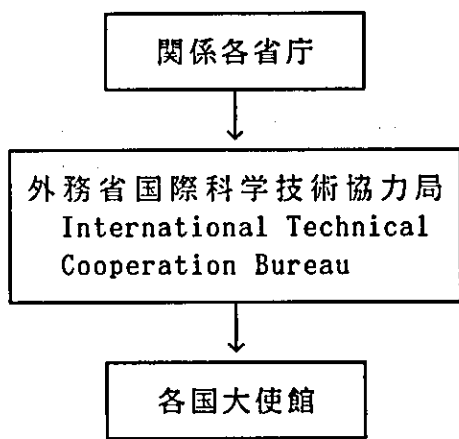 関係各省庁
外務省国際科学技術協力局
International Technical
Cooperation Bureau
各国大使館